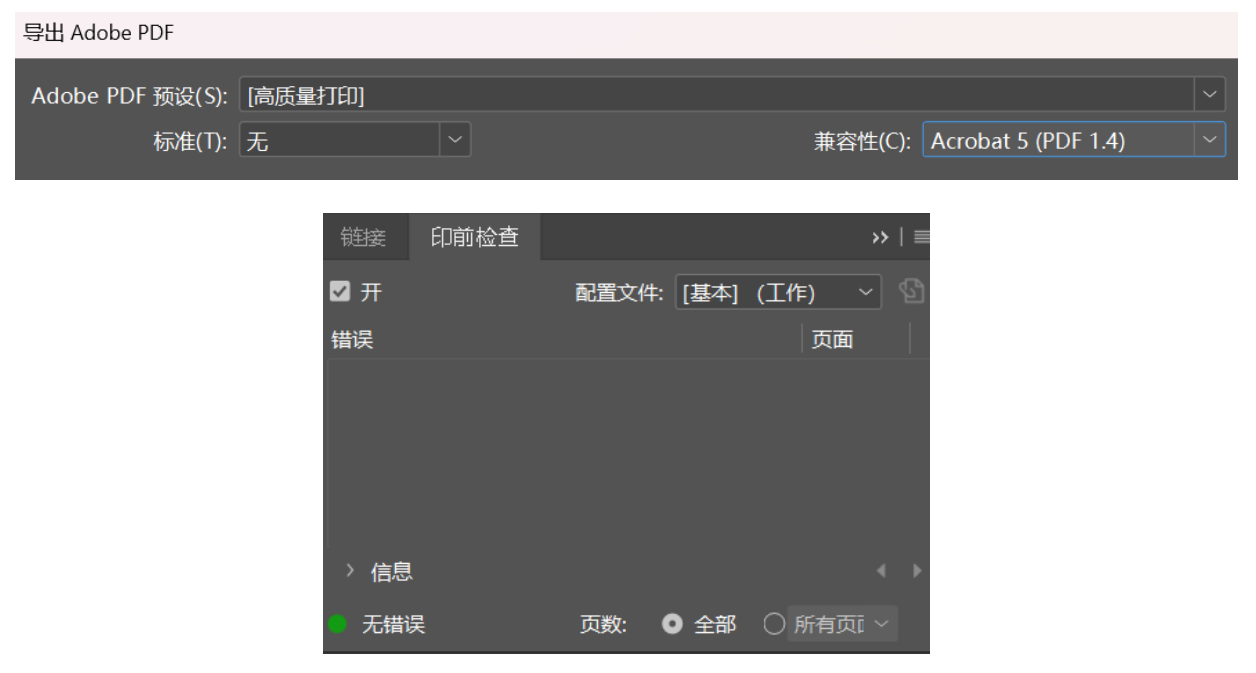 导出 Adobe PDF
Adobe PDF 预设(S): [高质量打印]
标准(T): 无 兼容性(C): Acrobat 5 (PDF 1.4)
链接 印前检查
开 配置文件: [基本] (工作)
错误 页面
信息
无错误 页数: 全部 所有页